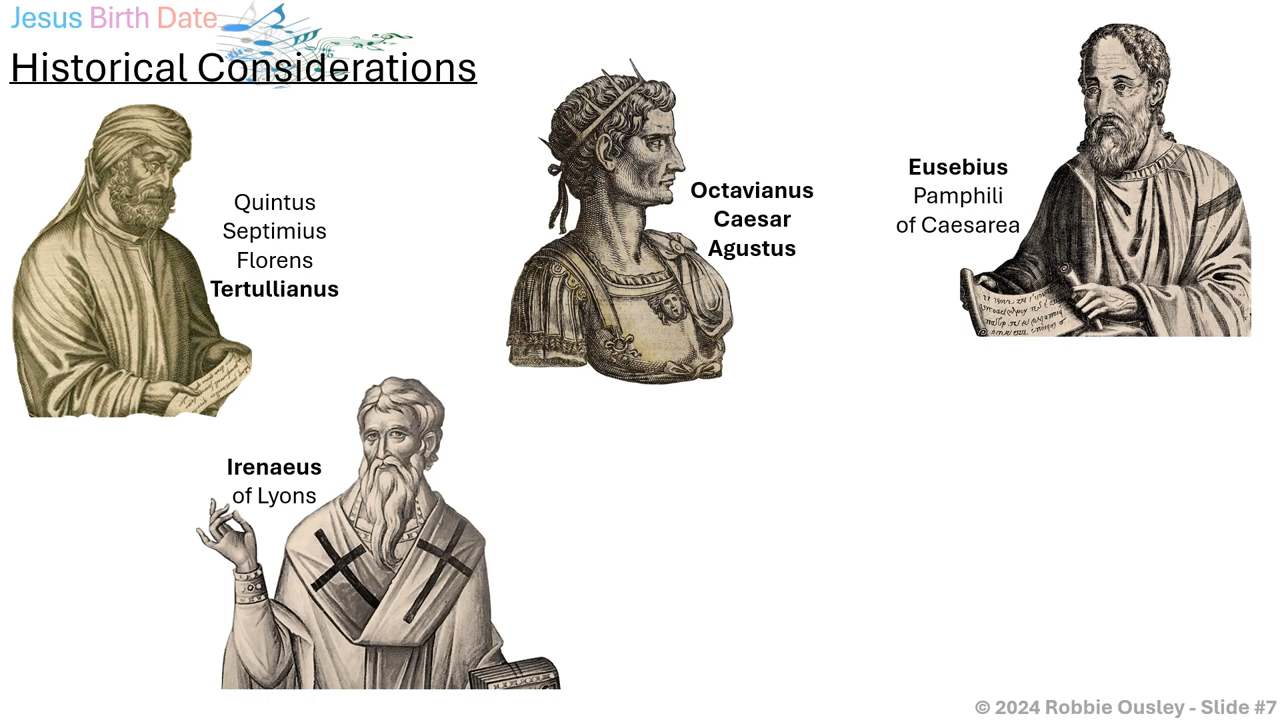 Jesus Birth Date
Historical Considerations
Quintus
Septimius
Florens
Tertullianus
Octavianus
Caesar
Agustus
Eusebius
Pamphili
of Caesarea
Irenaeus
of Lyons
© 2024 Robbie Ousley - Slide #7